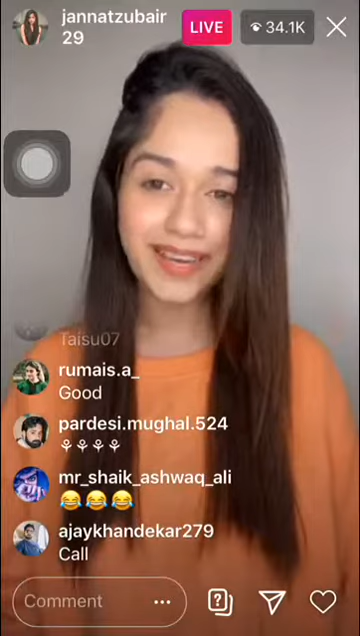 jannatzubair
29
LIVE
34.1K
Taisu07
rumais.a_
Good
pardesi.mughal.524
⚘⚘⚘⚘
mr_shaik_ashwaq_ali
😂😂😂
ajaykhandekar279
Call
Comment